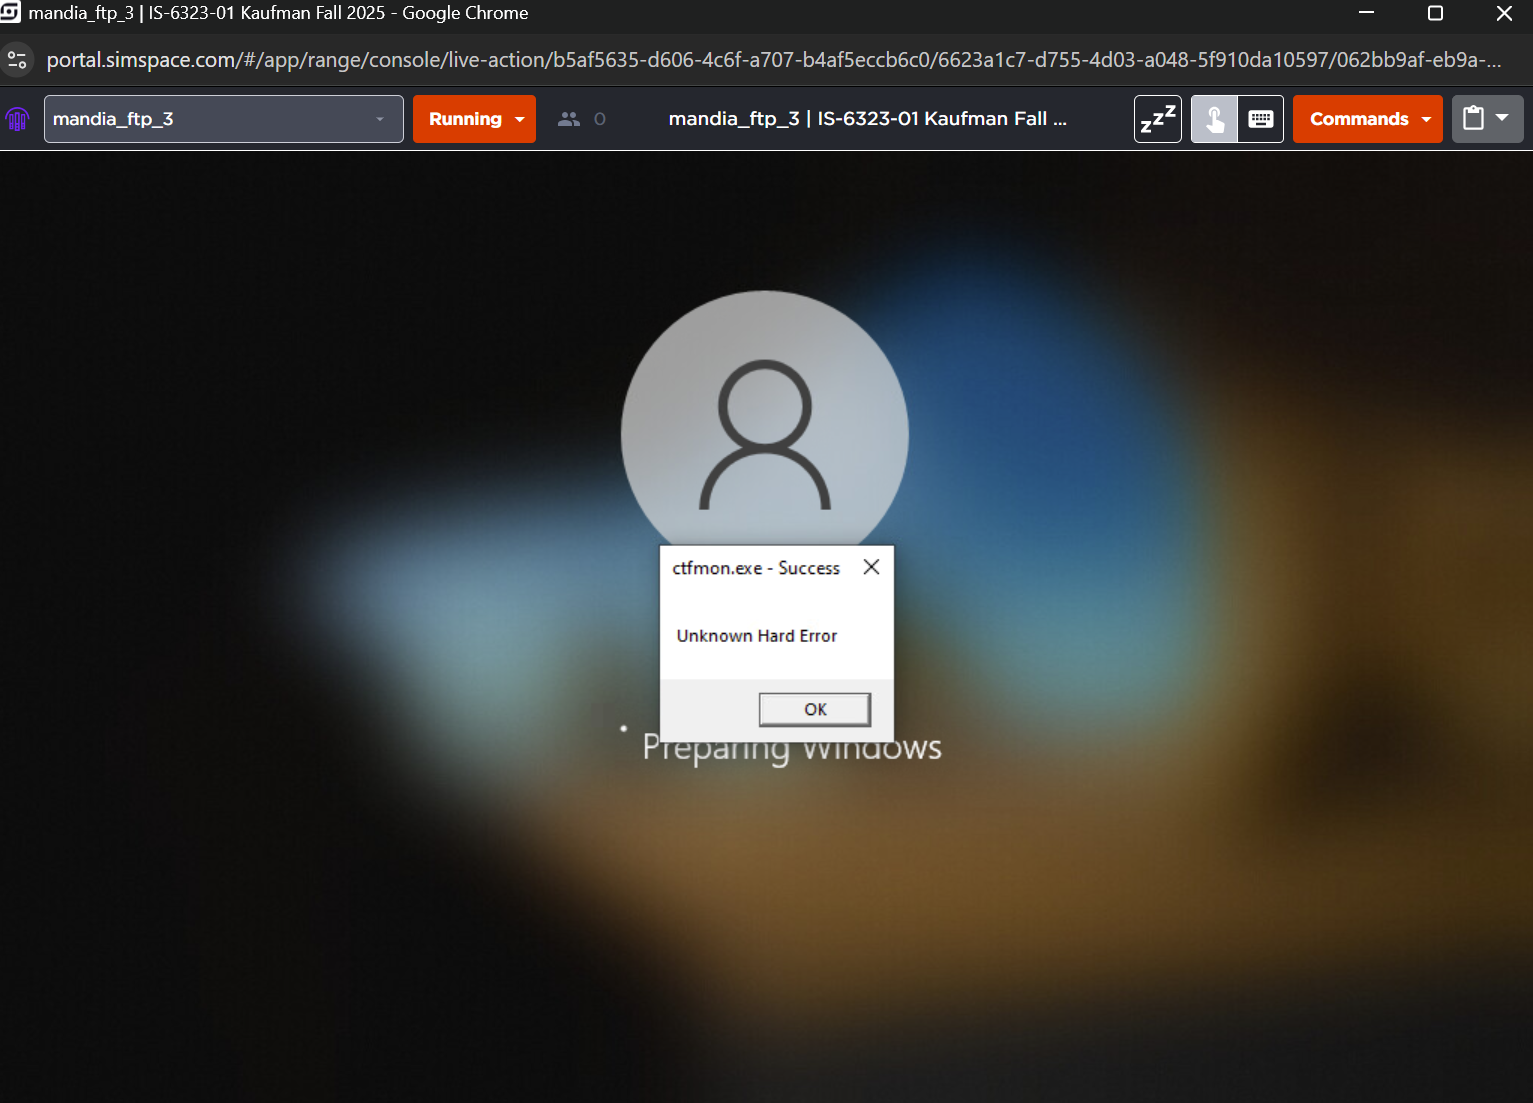 mandia_ftp_3 | IS-6323-01 Kaufman Fall 2025 - Google Chrome
portal.simspace.com/#/app/range/console/live-action/b5af5635-d606-4c6f-a707-b4af5eccb6c0/6623a1c7-d755-4d03-a048-5f910da10597/062bb9af-eb9a-...
mandia_ftp_3 Running 0 mandia_ftp_3 | IS-6323-01 Kaufman Fall ... zzZ Commands
ctfmon.exe - Success
Unknown Hard Error
OK
Preparing Windows